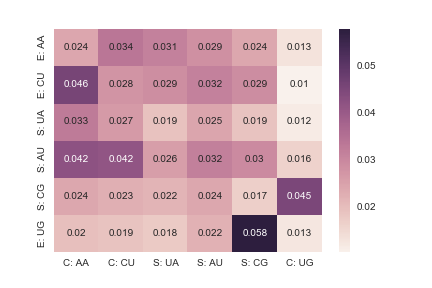 E: AA 0.024 0.034 0.031 0.029 0.024 0.013
E: CU 0.046 0.028 0.029 0.032 0.029 0.01
S: UA 0.033 0.027 0.019 0.025 0.019 0.012
S: AU 0.042 0.042 0.026 0.032 0.03 0.016
S: CG 0.024 0.023 0.022 0.024 0.017 0.045
E: UG 0.02 0.019 0.018 0.022 0.058 0.013
C: AA C: CU S: UA S: AU S: CG C: UG
0.05
0.04
0.03
0.02